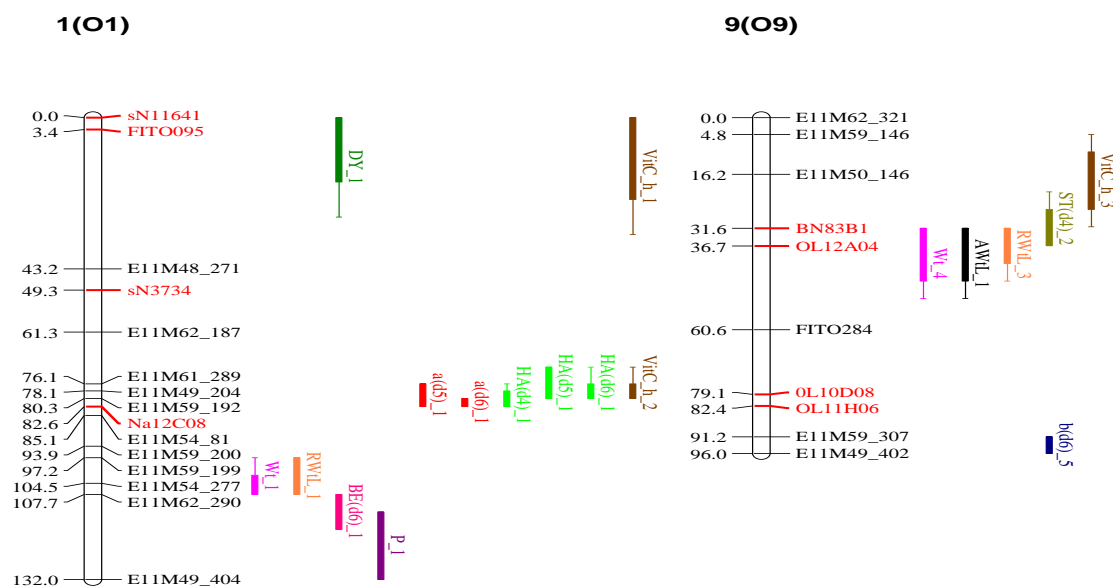 1(O1)
0.0 sN11641
3.4 FITO095
43.2 E11M48_271
49.3 sN3734
61.3 E11M62_187
76.1 E11M61_289
78.1 E11M49_204
80.3 E11M59_192
82.6 Na12C08
85.1 E11M54_81
93.9 E11M59_200
97.2 E11M59_199
104.5 E11M54_277
107.7 E11M62_290
132.0 E11M49_404
DY_1
VitC_h_1
a(d5)_1
a(d6)_1
HA(d4)_1
HA(d5)_1
HA(d6)_1
VitC_h_2
Wt_1
RWtL_1
BE(d6)_1
P_1
9(O9)
0.0 E11M62_321
4.8 E11M59_146
16.2 E11M50_146
31.6 BN83B1
36.7 OL12A04
60.6 FITO284
79.1 0L10D08
82.4 OL11H06
91.2 E11M59_307
96.0 E11M49_402
Wt_4
AWtL_1
RWtL_3
ST(d4)_2
VitC_h_3
b(d6)_5